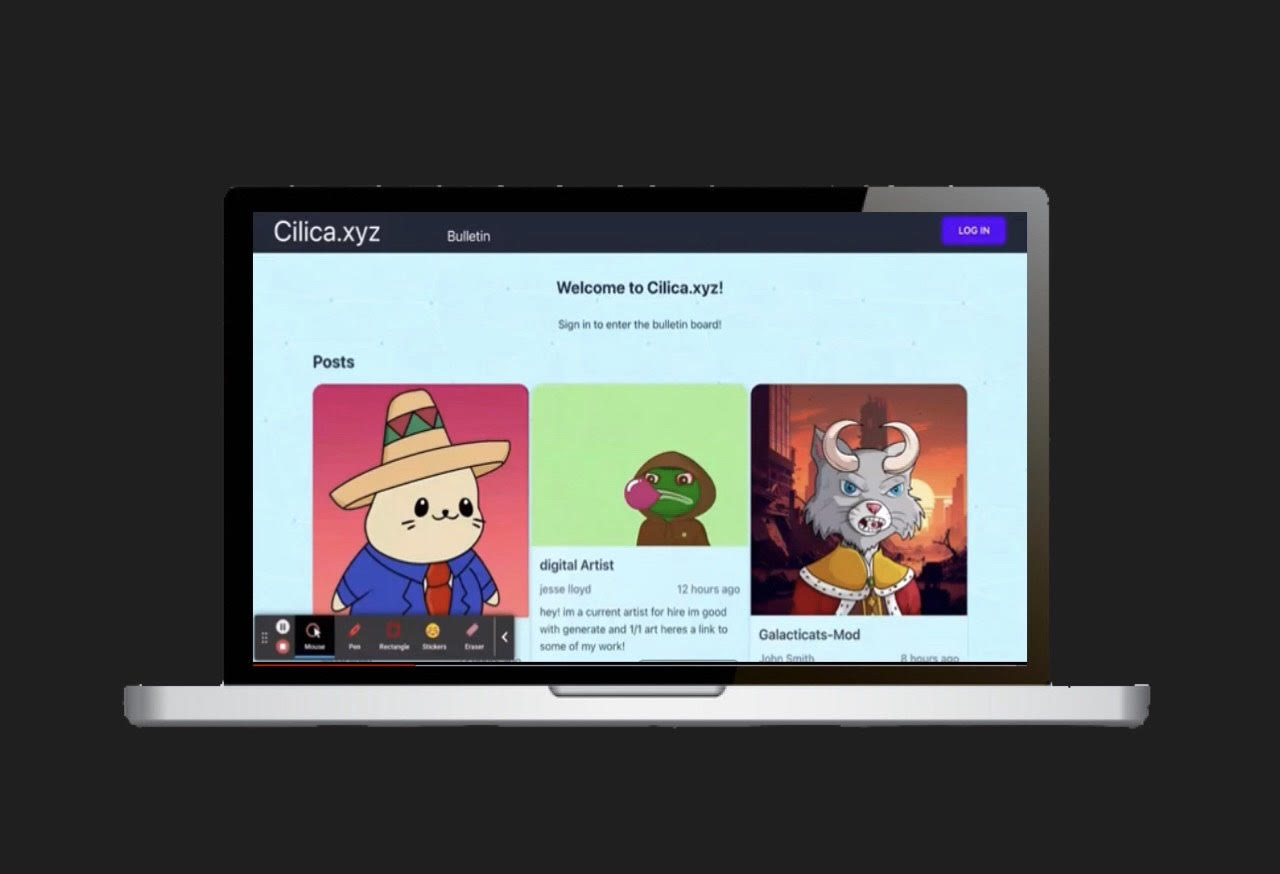 Cilica.xyz
Bulletin
LOG IN
Welcome to Cilica.xyz!
Sign in to enter the bulletin board!
Posts
digital Artist
jesse lloyd 12 hours ago
hey! im a current artist for hire im good
with generate and 1/1 art heres a link to
some of my work!
Galacticats-Mod
John Smith 8 hours ago
Mouse
Pen
Rectangle
Stickers
Eraser